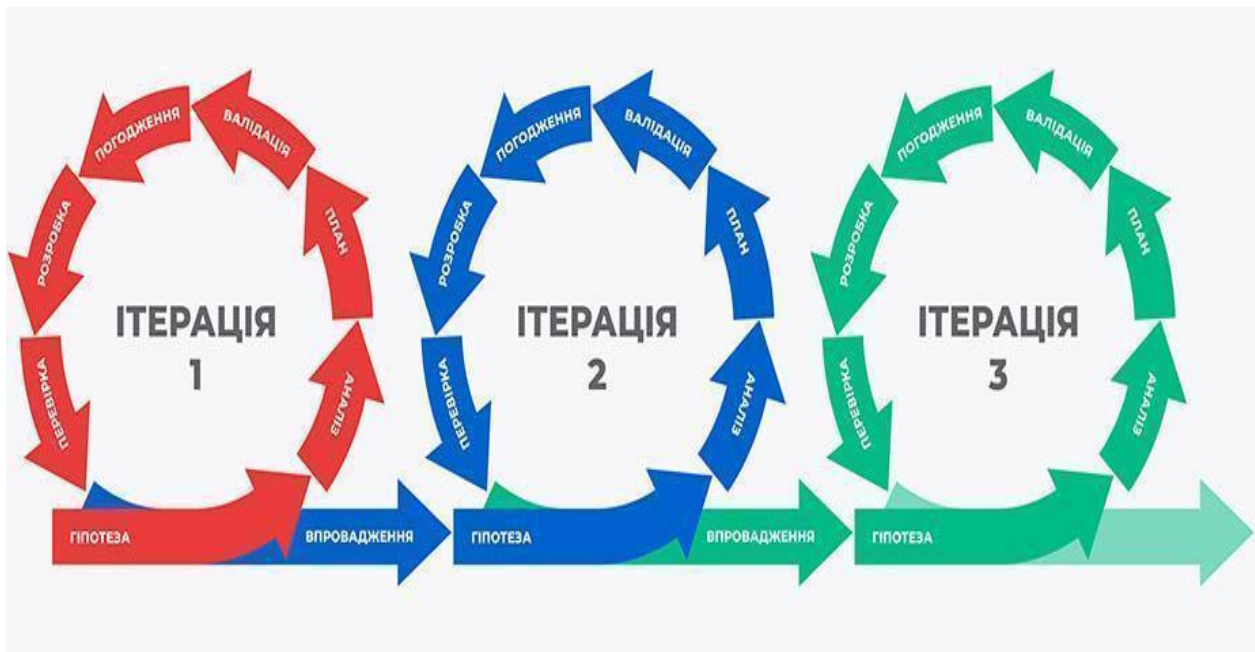 ГІПОТЕЗА
АНАЛІЗ
ПЛАН
ВАЛІДАЦІЯ
ПОГОДЖЕННЯ
РОЗРОБКА
ПЕРЕВІРКА
ІТЕРАЦІЯ
1
ВПРОВАДЖЕННЯ
ГІПОТЕЗА
АНАЛІЗ
ПЛАН
ВАЛІДАЦІЯ
ПОГОДЖЕННЯ
РОЗРОБКА
ПЕРЕВІРКА
ІТЕРАЦІЯ
2
ВПРОВАДЖЕННЯ
ГІПОТЕЗА
АНАЛІЗ
ПЛАН
ВАЛІДАЦІЯ
ПОГОДЖЕННЯ
РОЗРОБКА
ПЕРЕВІРКА
ІТЕРАЦІЯ
3